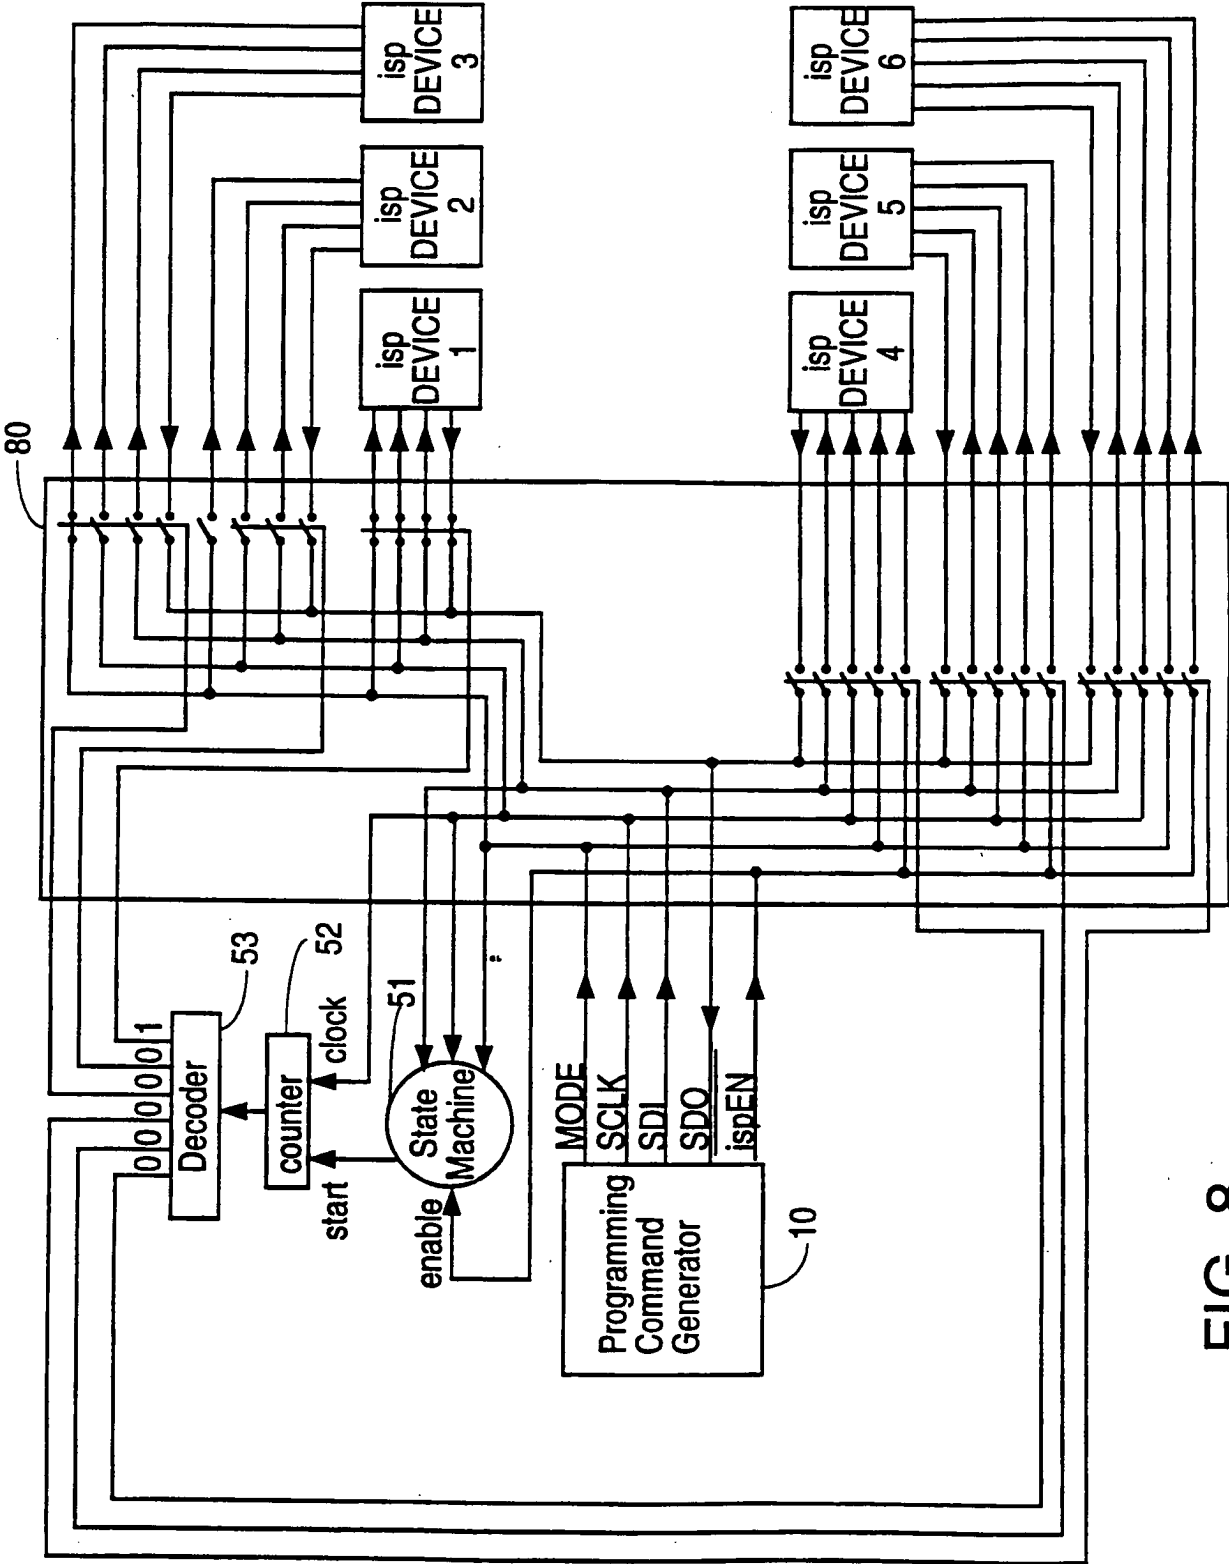 80
isp
DEVICE
3
isp
DEVICE
2
isp
DEVICE
1
isp
DEVICE
6
isp
DEVICE
5
isp
DEVICE
4
0 0 0 0 0 1
Decoder
53
counter
52
start
clock
State
Machine
51
enable
MODE
SCLK
SDI
SDO
ispEN
Programming
Command
Generator
10
FIG. 8